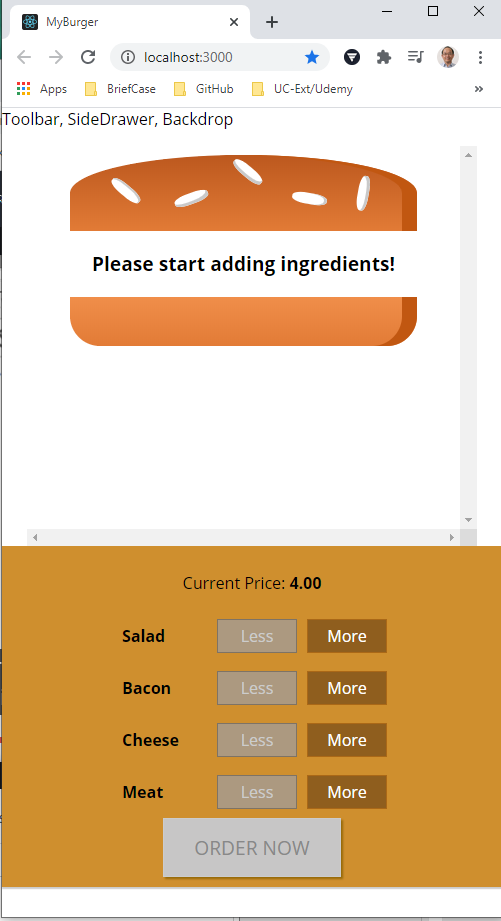 MyBurger
localhost:3000
Apps BriefCase GitHub UC-Ext/Udemy »
Toolbar, SideDrawer, Backdrop
Please start adding ingredients!
Current Price: 4.00
Salad Less More
Bacon Less More
Cheese Less More
Meat Less More
ORDER NOW